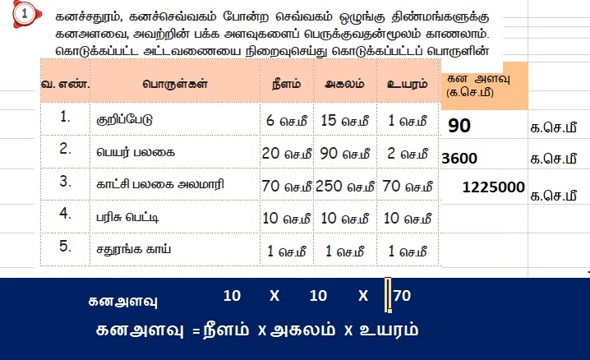 1
கனச்சதுரம், கனச்செவ்வகம் போன்ற செவ்வகம் ஒழுங்கு திண்மங்களுக்கு
கனஅளவை, அவற்றின் பக்க அளவுகளைப் பெருக்குவதன்மூலம் காணலாம்.
கொடுக்கப்பட்ட அட்டவணையை நிறைவுசெய்து கொடுக்கப்பட்டப் பொருளின்
வ. எண். பொருள்கள் நீளம் அகலம் உயரம் கன அளவு
(க.செ.மீ)
1. குறிப்பேடு 6 செ.மீ 15 செ.மீ 1 செ.மீ 90 க.செ.மீ
2. பெயர் பலகை 20 செ.மீ 90 செ.மீ 2 செ.மீ 3600 க.செ.மீ
3. காட்சி பலகை அலமாரி 70 செ.மீ 250 செ.மீ 70 செ.மீ 1225000 க.செ.மீ
4. பரிசு பெட்டி 10 செ.மீ 10 செ.மீ 10 செ.மீ
5. சதுரங்க காய் 1 செ.மீ 1 செ.மீ 1 செ.மீ
கனஅளவு 10 X 10 X 70
கனஅளவு = நீளம் x அகலம் x உயரம்